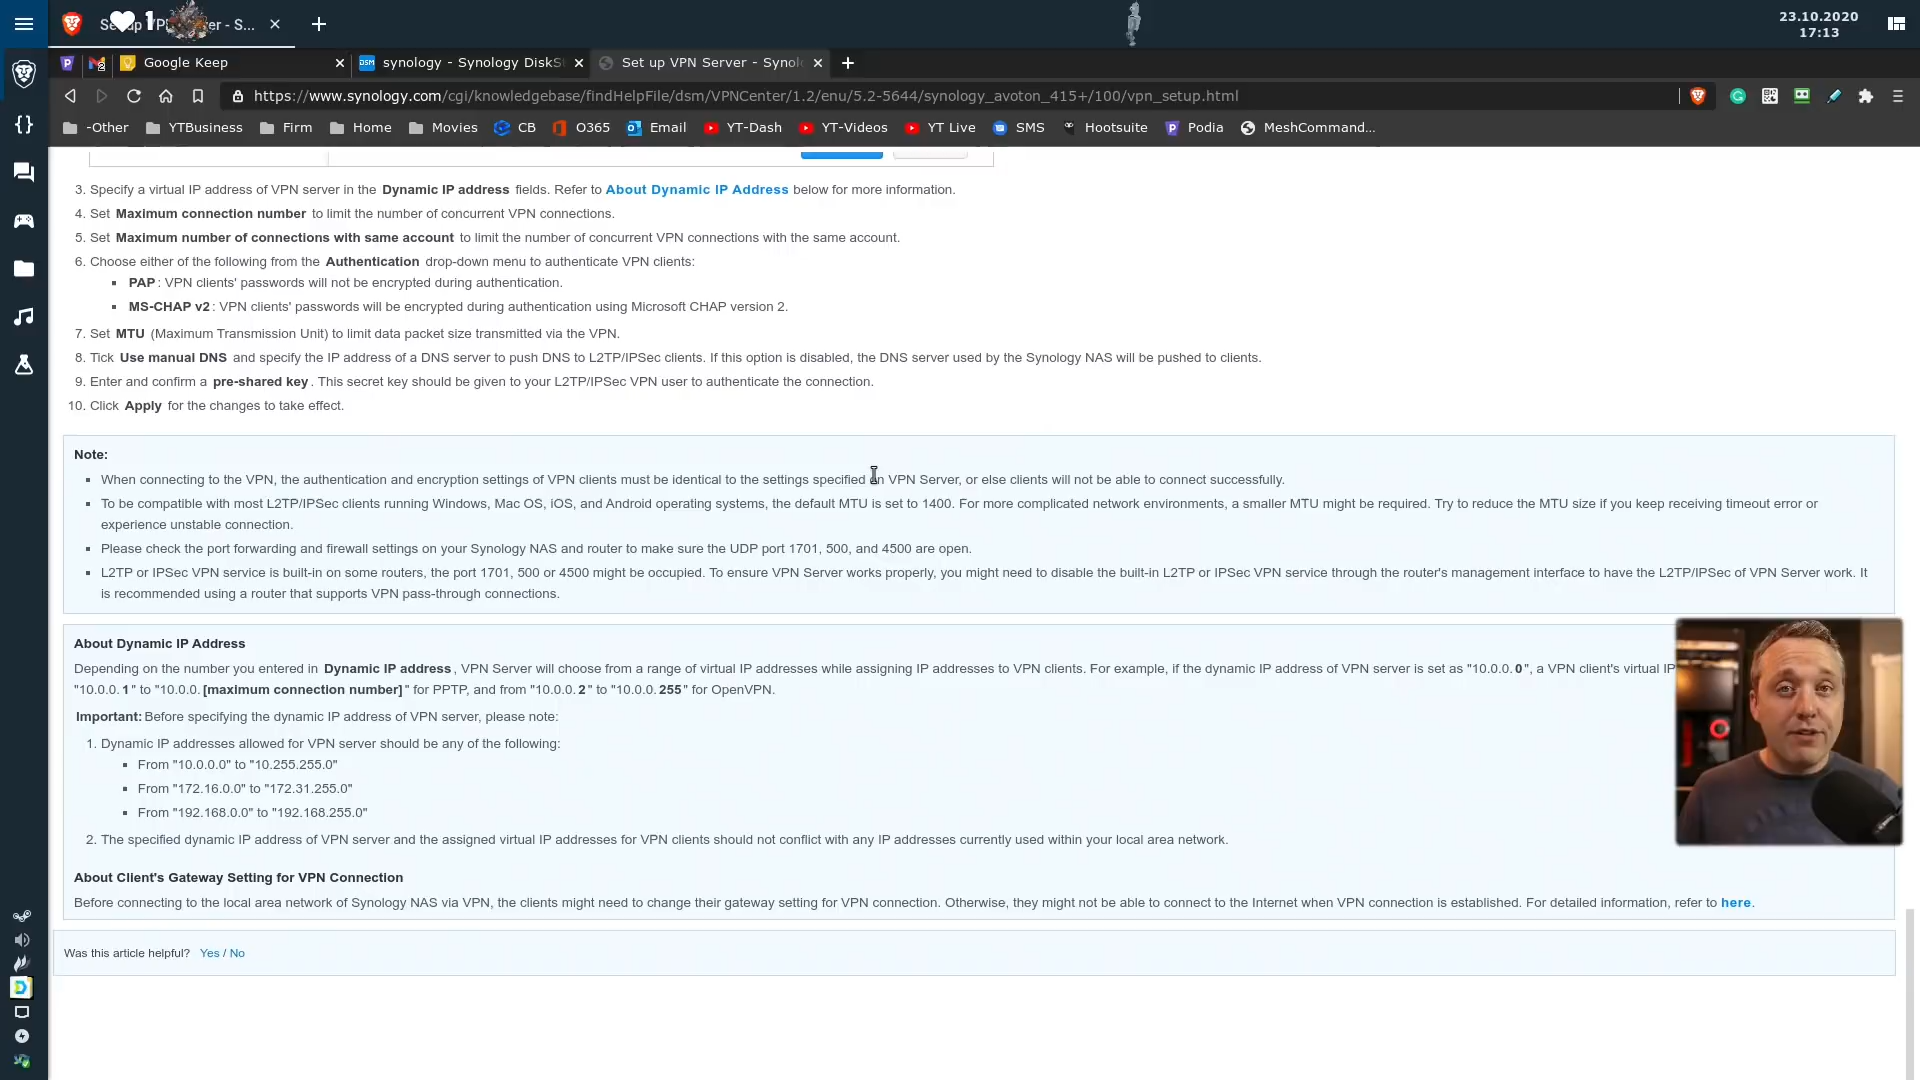 1
23.10.2020
17:13
Google Keep
synology - Synology DiskS
Set up VPN Server - Synol
https://www.synology.com/cgi/knowledgebase/findHelpFile/dsm/VPNCenter/1.2/enu/5.2-5644/synology_avoton_415+/100/vpn_setup.html
-Other YTBusiness Firm Home Movies CB O365 Email YT-Dash YT-Videos YT Live SMS Hootsuite Podia MeshCommand...
3. Specify a virtual IP address of VPN server in the Dynamic IP address fields. Refer to About Dynamic IP Address below for more information.
4. Set Maximum connection number to limit the number of concurrent VPN connections.
5. Set Maximum number of connections with same account to limit the number of concurrent VPN connections with the same account.
6. Choose either of the following from the Authentication drop-down menu to authenticate VPN clients:
PAP: VPN clients' passwords will not be encrypted during authentication.
MS-CHAP v2: VPN clients' passwords will be encrypted during authentication using Microsoft CHAP version 2.
7. Set MTU (Maximum Transmission Unit) to limit data packet size transmitted via the VPN.
8. Tick Use manual DNS and specify the IP address of a DNS server to push DNS to L2TP/IPSec clients. If this option is disabled, the DNS server used by the Synology NAS will be pushed to clients.
9. Enter and confirm a pre-shared key. This secret key should be given to your L2TP/IPSec VPN user to authenticate the connection.
10. Click Apply for the changes to take effect.
Note:
When connecting to the VPN, the authentication and encryption settings of VPN clients must be identical to the settings specified on VPN Server, or else clients will not be able to connect successfully.
To be compatible with most L2TP/IPSec clients running Windows, Mac OS, iOS, and Android operating systems, the default MTU is set to 1400. For more complicated network environments, a smaller MTU might be required. Try to reduce the MTU size if you keep receiving timeout error or
experience unstable connection.
Please check the port forwarding and firewall settings on your Synology NAS and router to make sure the UDP port 1701, 500, and 4500 are open.
L2TP or IPSec VPN service is built-in on some routers, the port 1701, 500 or 4500 might be occupied. To ensure VPN Server works properly, you might need to disable the built-in L2TP or IPSec VPN service through the router's management interface to have the L2TP/IPSec of VPN Server work. It
is recommended using a router that supports VPN pass-through connections.
About Dynamic IP Address
Depending on the number you entered in Dynamic IP address, VPN Server will choose from a range of virtual IP addresses while assigning IP addresses to VPN clients. For example, if the dynamic IP address of VPN server is set as "10.0.0.0", a VPN client's virtual IP
"10.0.0.1" to "10.0.0.[maximum connection number]" for PPTP, and from "10.0.0.2" to "10.0.0.255" for OpenVPN.
Important: Before specifying the dynamic IP address of VPN server, please note:
1. Dynamic IP addresses allowed for VPN server should be any of the following:
From "10.0.0.0" to "10.255.255.0"
From "172.16.0.0" to "172.31.255.0"
From "192.168.0.0" to "192.168.255.0"
2. The specified dynamic IP address of VPN server and the assigned virtual IP addresses for VPN clients should not conflict with any IP addresses currently used within your local area network.
About Client's Gateway Setting for VPN Connection
Before connecting to the local area network of Synology NAS via VPN, the clients might need to change their gateway setting for VPN connection. Otherwise, they might not be able to connect to the Internet when VPN connection is established. For detailed information, refer to here.
Was this article helpful? Yes / No